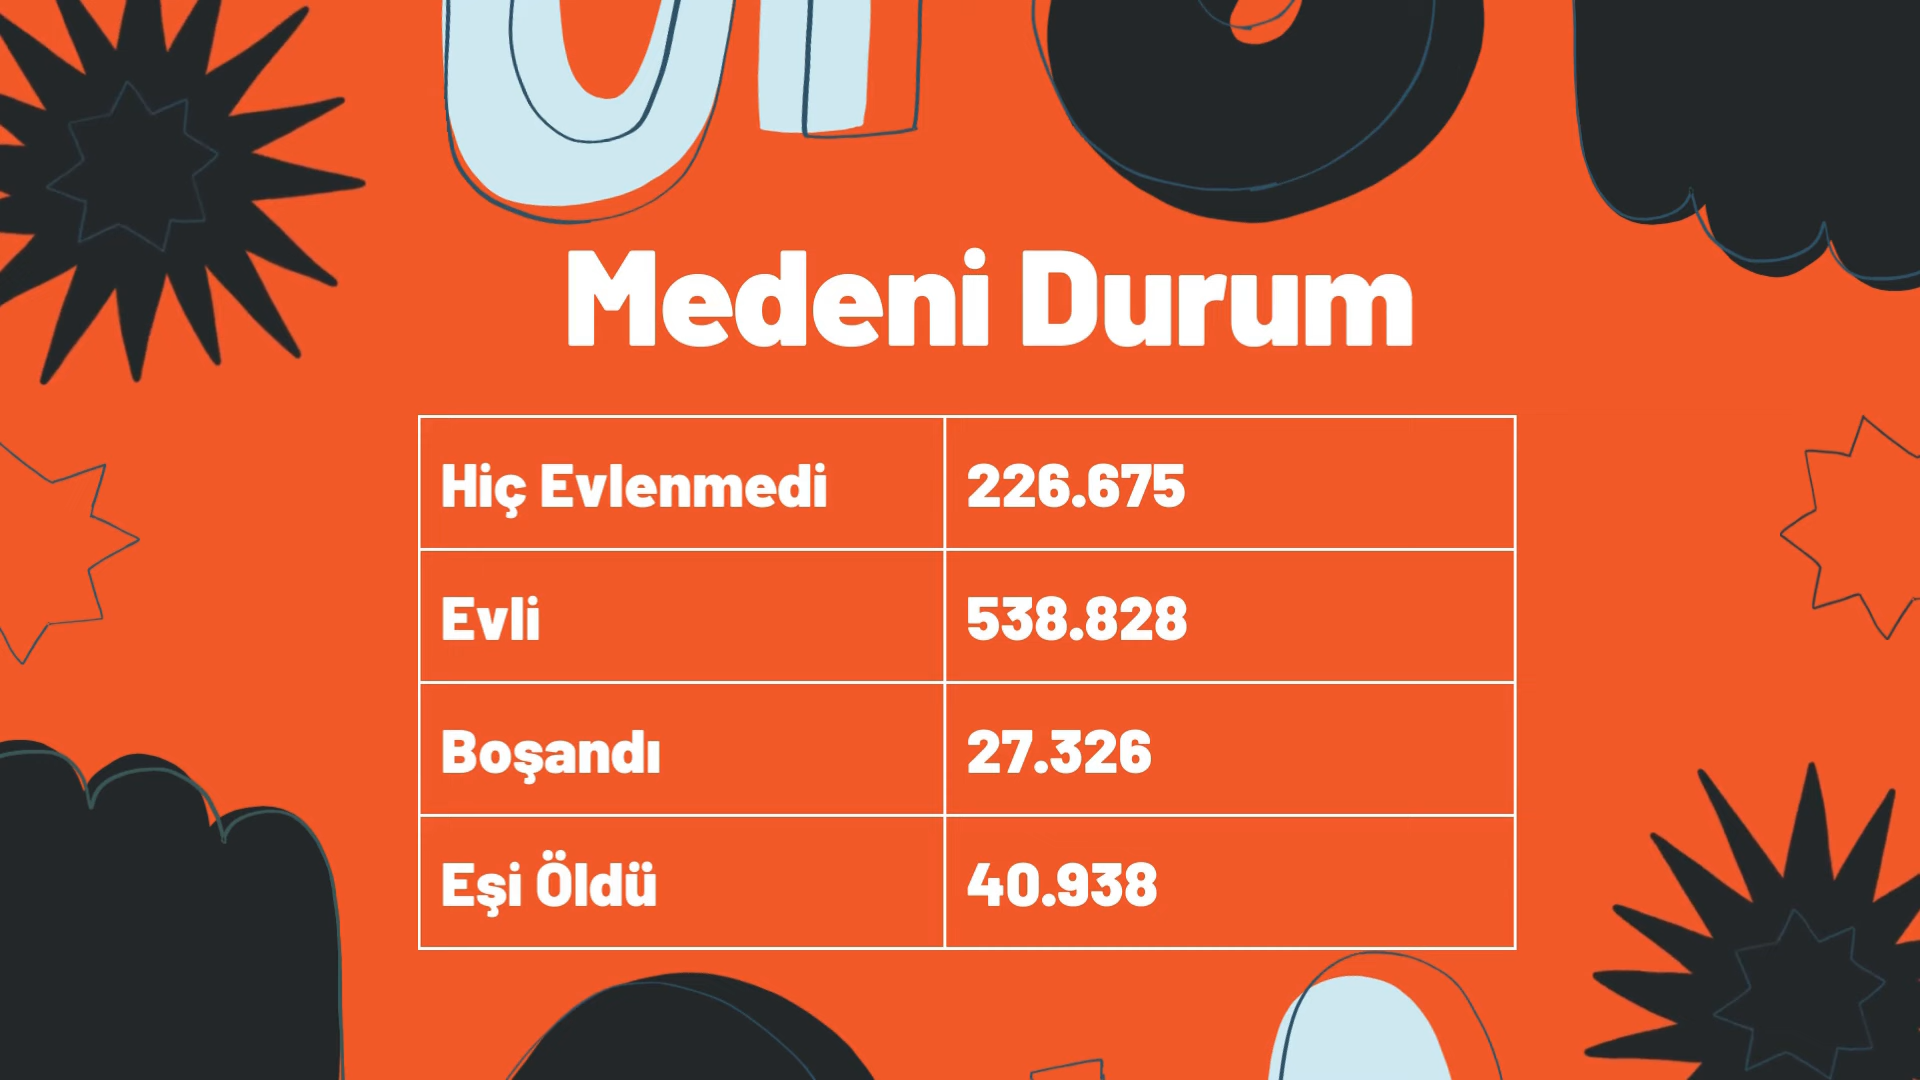 Medeni Durum
Hiç Evlenmedi 226.675
Evli 538.828
Boşandı 27.326
Eşi Öldü 40.938